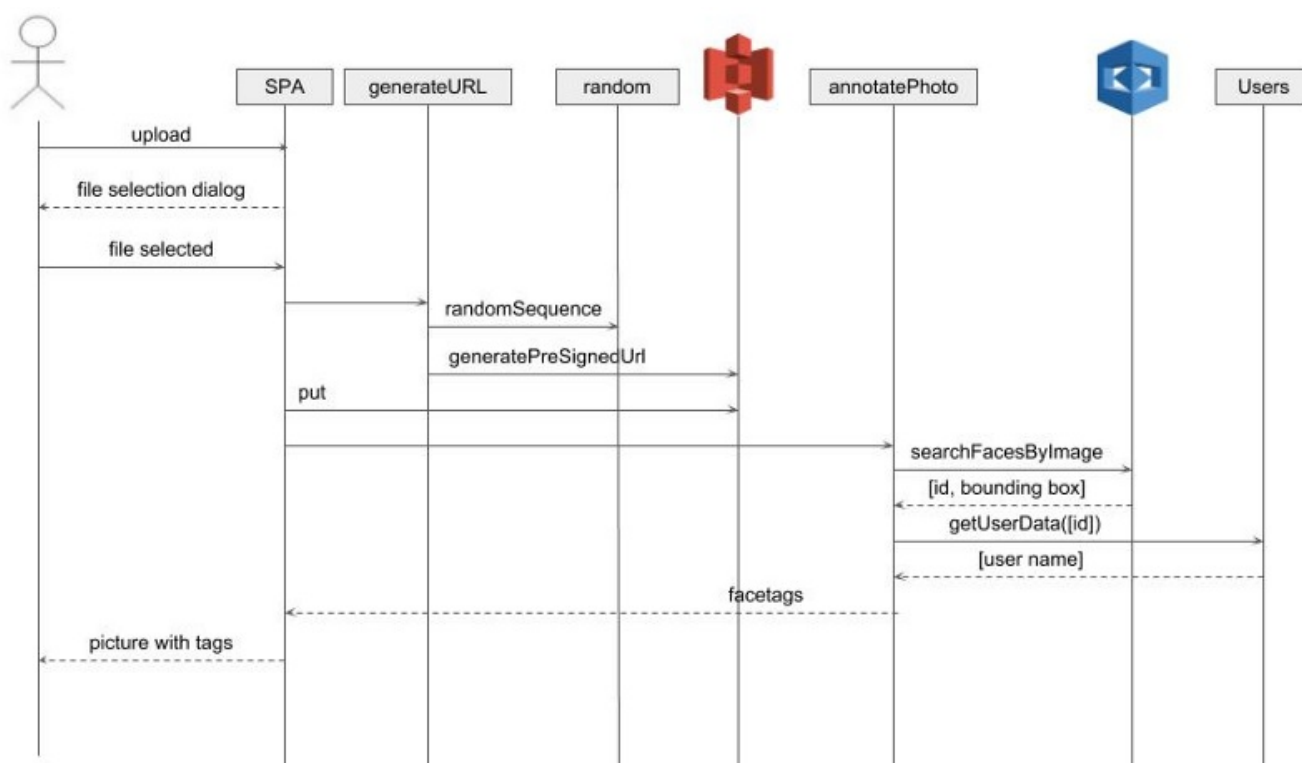 SPA
generateURL
random
annotatePhoto
Users
upload
file selection dialog
file selected
randomSequence
generatePreSignedUrl
put
searchFacesByImage
[id, bounding box]
getUserData([id])
[user name]
facetags
picture with tags